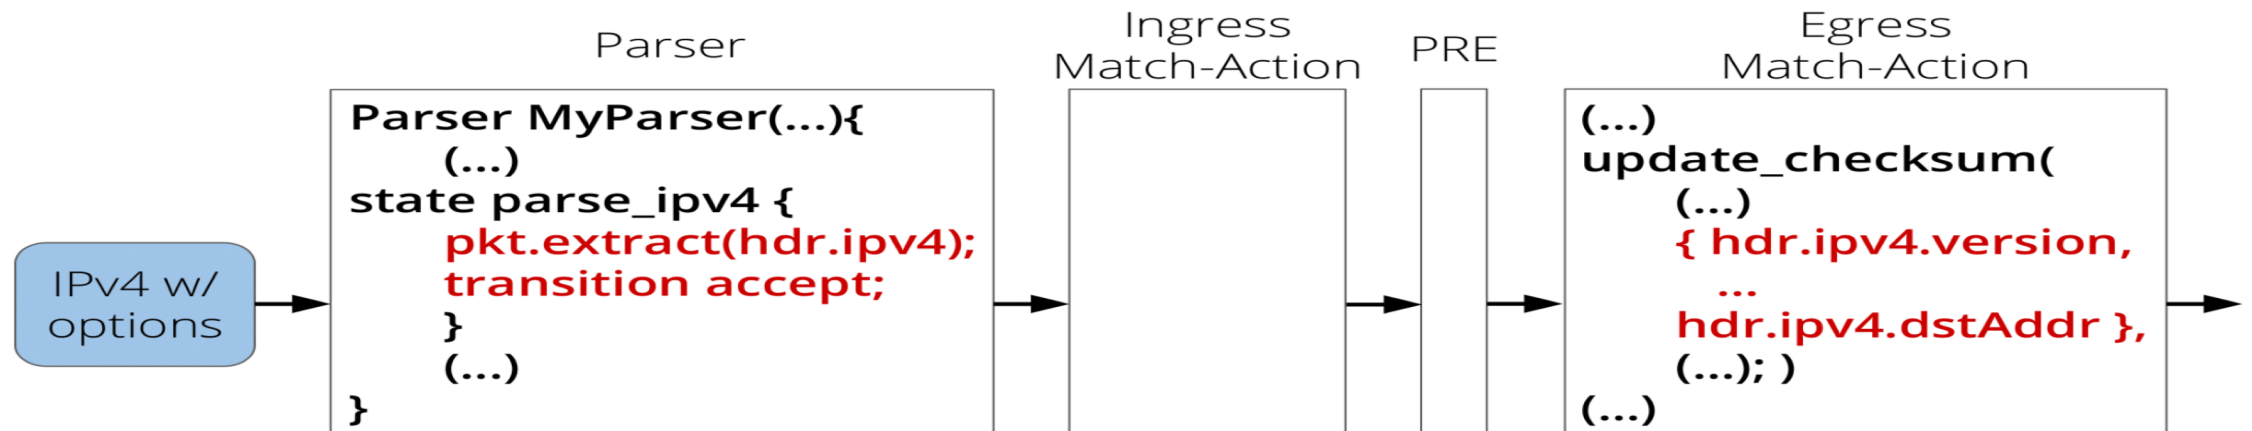 Parser
Ingress
Match-Action
PRE
Egress
Match-Action
IPv4 w/
options
Parser MyParser(...){
(...)
state parse_ipv4 {
pkt.extract(hdr.ipv4);
transition accept;
}
(...)
}
(...)
update_checksum(
(...)
{ hdr.ipv4.version,
...
hdr.ipv4.dstAddr },
(...); )
(...)